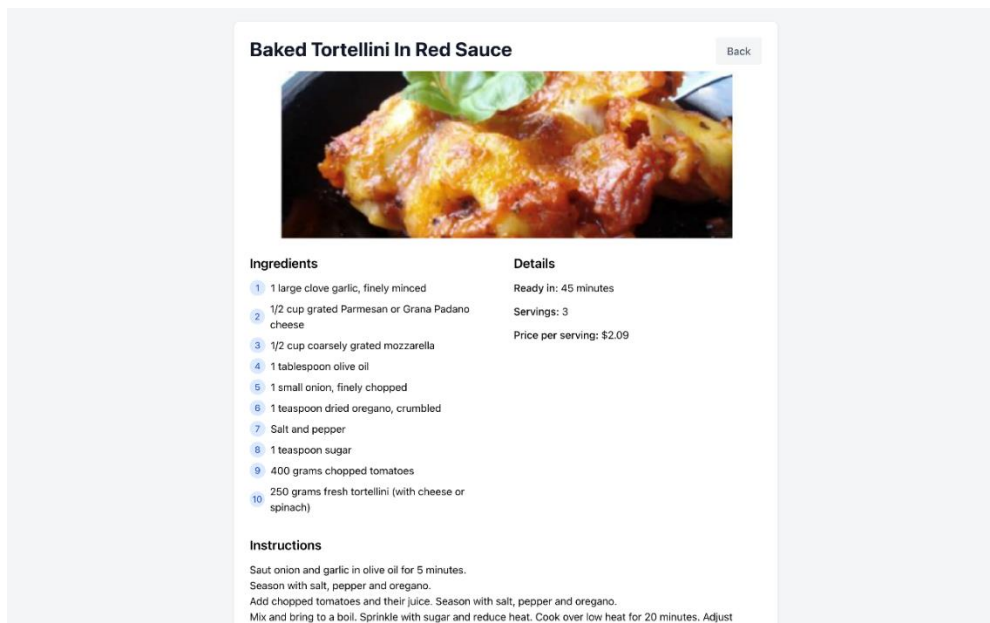 Baked Tortellini In Red Sauce
Back
Ingredients
1 1 large clove garlic, finely minced
2 1/2 cup grated Parmesan or Grana Padano
cheese
3 1/2 cup coarsely grated mozzarella
4 1 tablespoon olive oil
5 1 small onion, finely chopped
6 1 teaspoon dried oregano, crumbled
7 Salt and pepper
8 1 teaspoon sugar
9 400 grams chopped tomatoes
10 250 grams fresh tortellini (with cheese or
spinach)
Details
Ready in: 45 minutes
Servings: 3
Price per serving: $2.09
Instructions
Saut onion and garlic in olive oil for 5 minutes.
Season with salt, pepper and oregano.
Add chopped tomatoes and their juice. Season with salt, pepper and oregano.
Mix and bring to a boil. Sprinkle with sugar and reduce heat. Cook over low heat for 20 minutes. Adjust